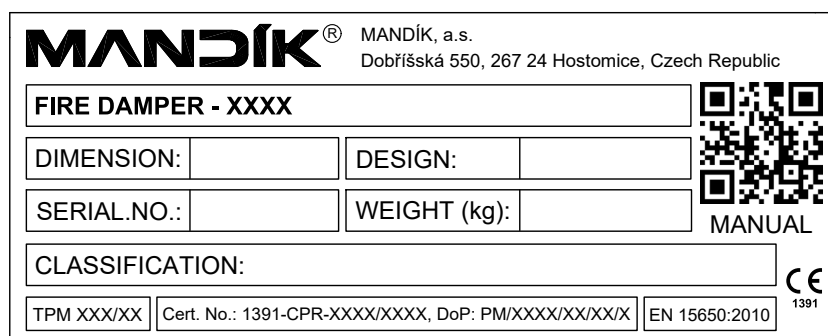 MANDÍK® MANDÍK, a.s.
Dobříšská 550, 267 24 Hostomice, Czech Republic
FIRE DAMPER - XXXX
DIMENSION: DESIGN:
SERIAL.NO.: WEIGHT (kg):
MANUAL
CLASSIFICATION:
CE
1391
TPM XXX/XX Cert. No.: 1391-CPR-XXXX/XXXX, DoP: PM/XXXX/XX/XX/X EN 15650:2010